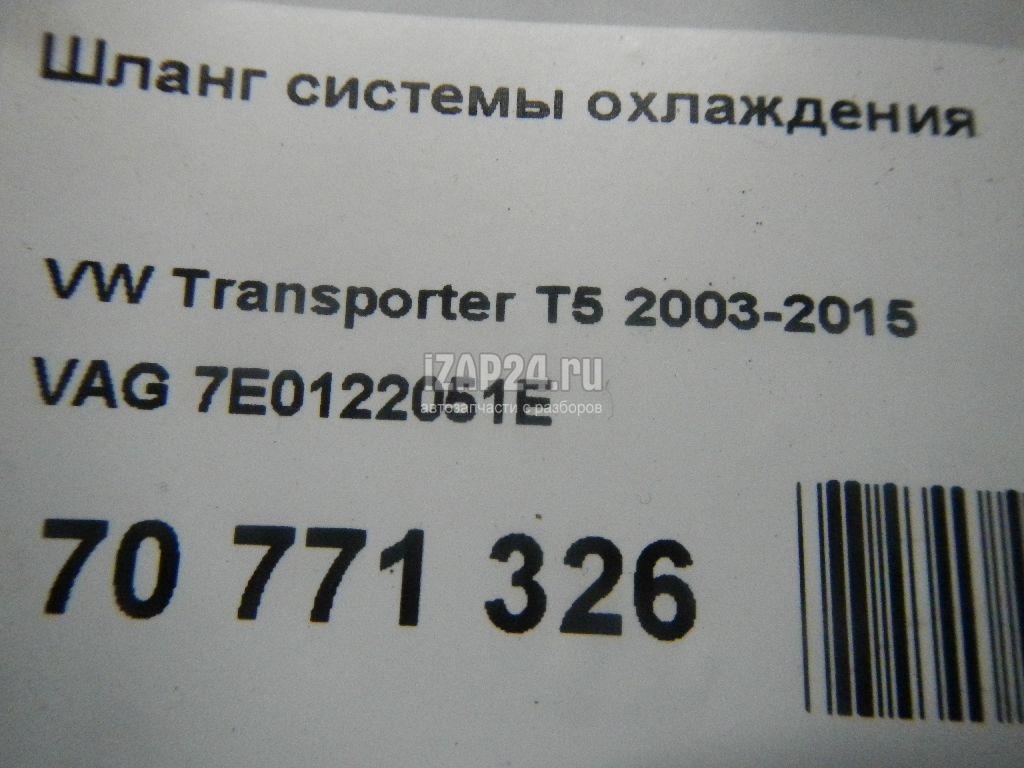 Шланг системы охлаждения
VW Transporter T5 2003-2015
iZAP24.ru
VAG 7E0122051E
автозапчасти с разборов
70 771 326